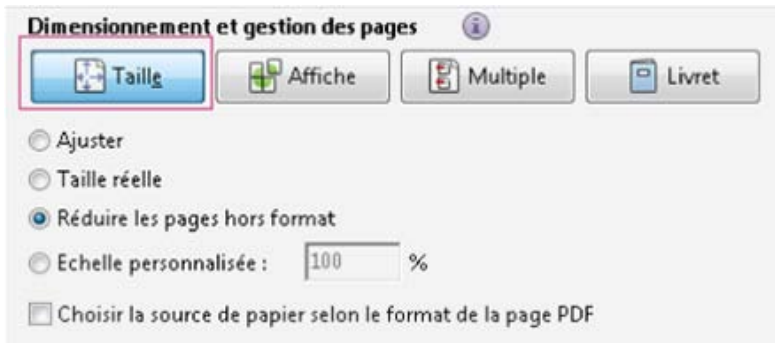 Dimensionnement et gestion des pages
Taille Affiche Multiple Livret
Ajuster
Taille réelle
Réduire les pages hors format
Echelle personnalisée : 100 %
Choisir la source de papier selon le format de la page PDF